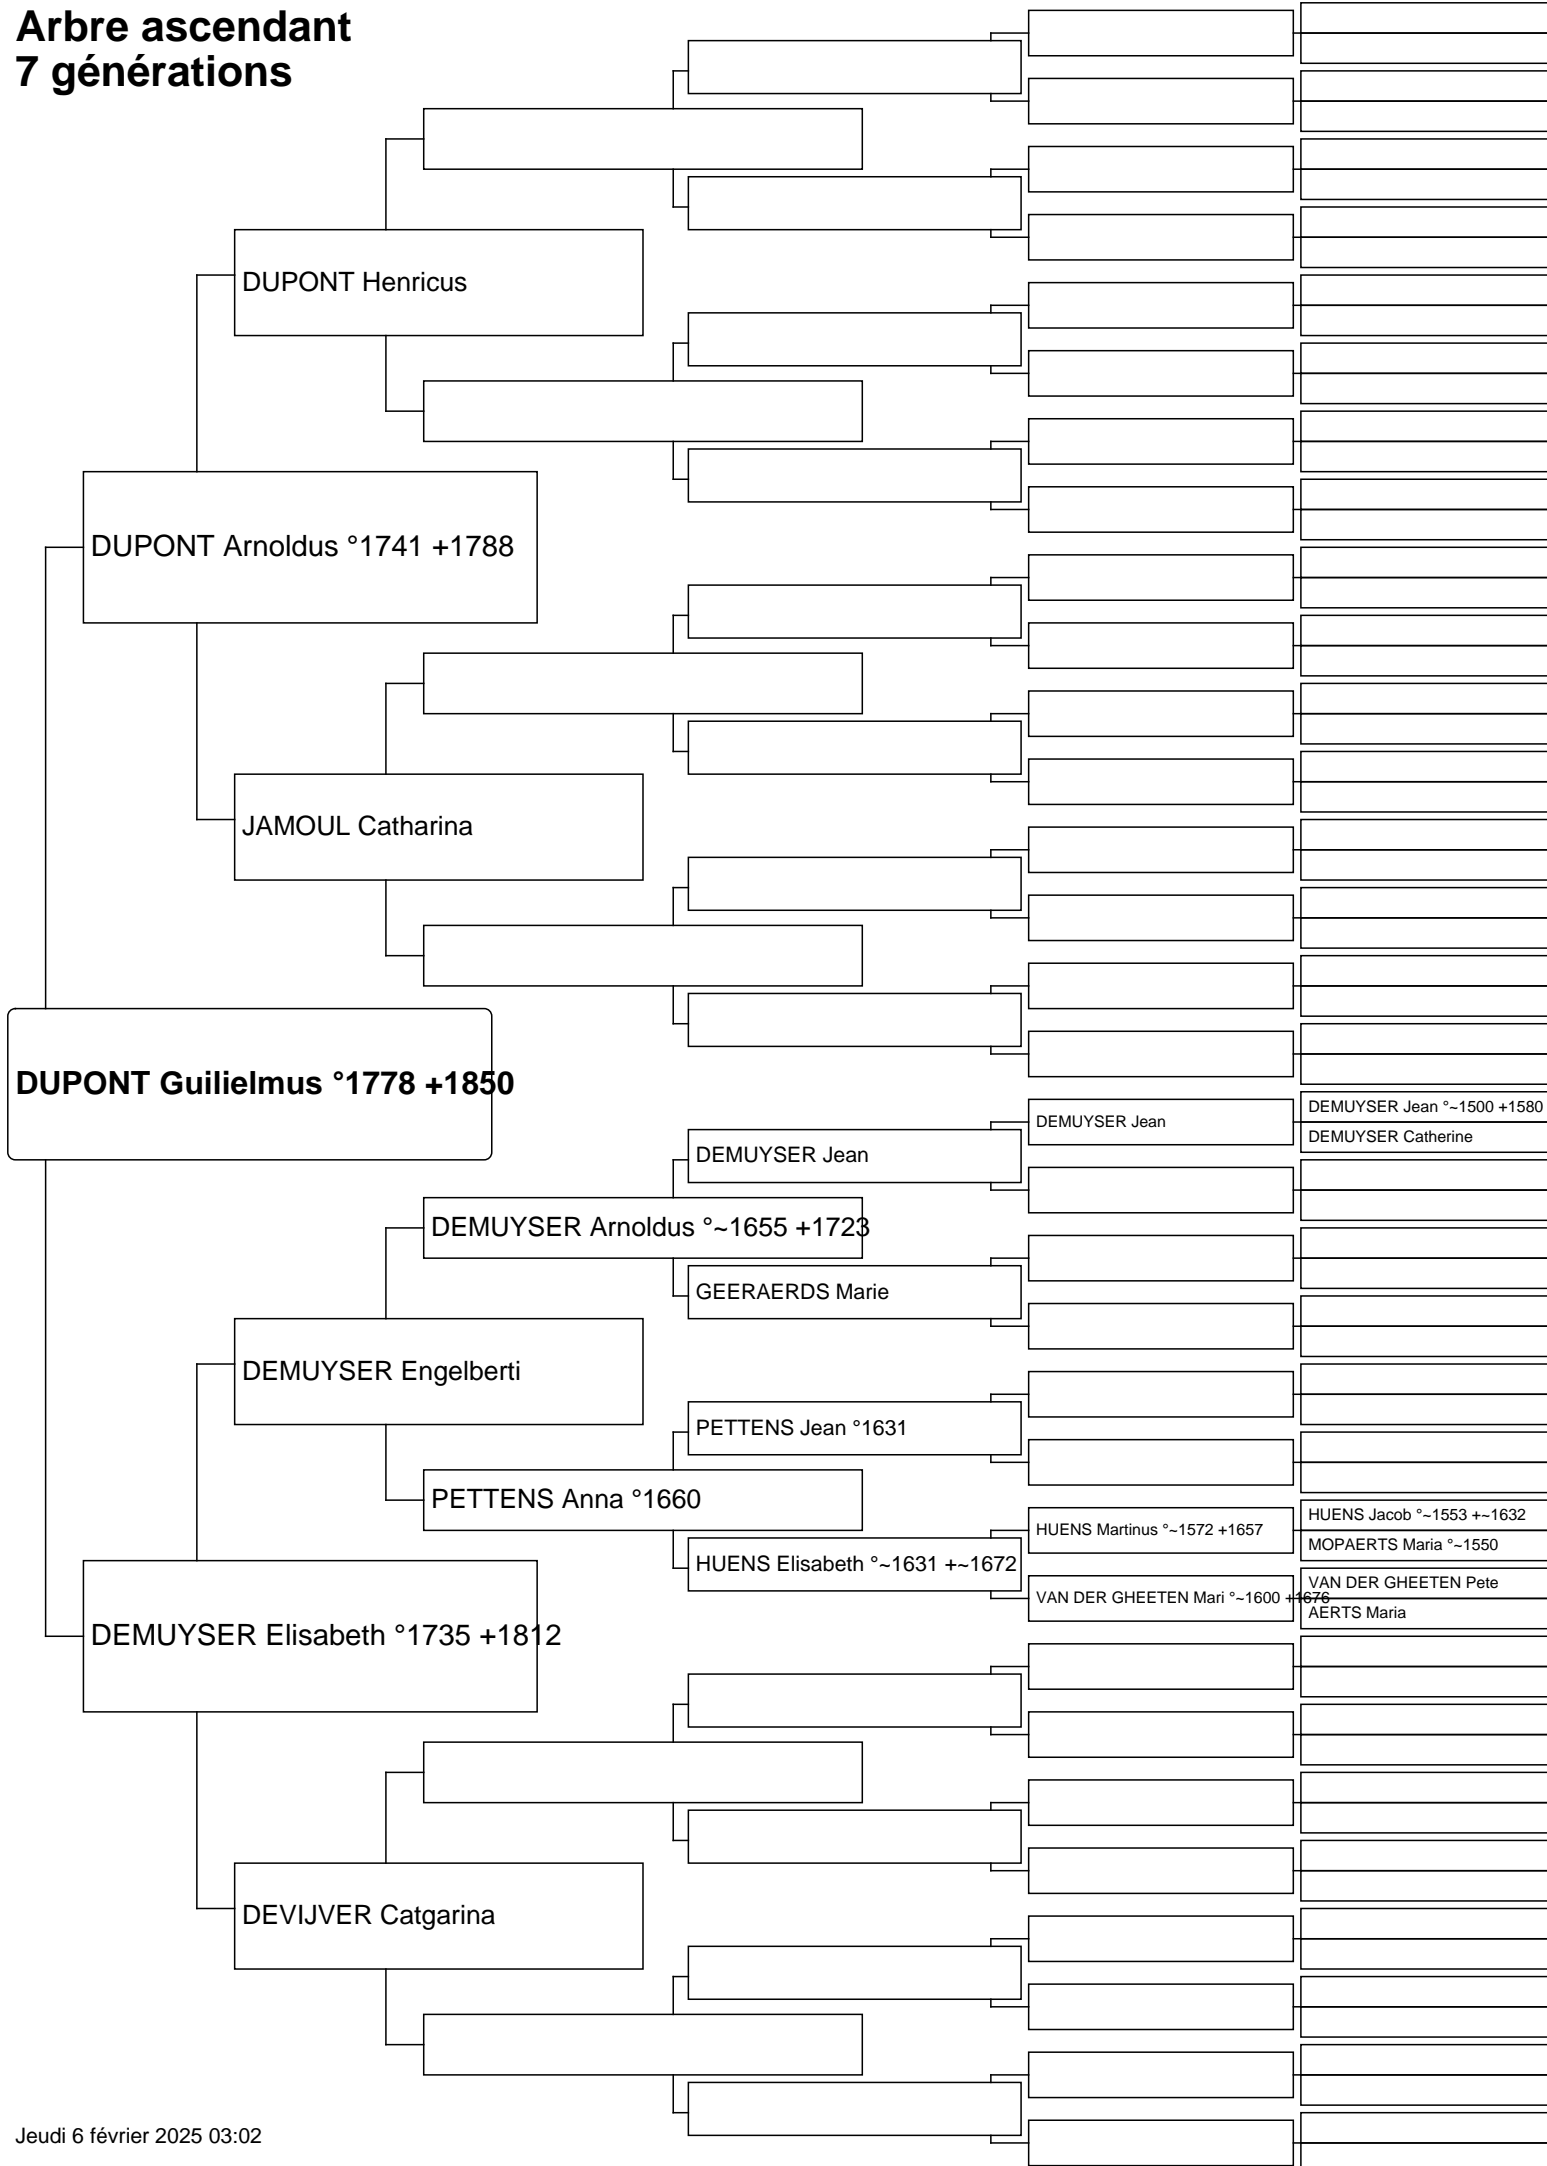 Arbre ascendant
7 générations
DUPONT Henricus
DUPONT Arnoldus °1741 +1788
JAMOUL Catharina
DUPONT Guilielmus °1778 +1850
DEMUYSER Jean °~1500 +1580
DEMUYSER Jean
DEMUYSER Catherine
DEMUYSER Jean
DEMUYSER Arnoldus °~1655 +1723
GEERAERDS Marie
DEMUYSER Engelberti
PETTENS Jean °1631
PETTENS Anna °1660
HUENS Jacob °~1553 +~1632
HUENS Martinus °~1572 +1657
MOPAERTS Maria °~1550
HUENS Elisabeth °~1631 +~1672
VAN DER GHEETEN Pete
VAN DER GHEETEN Mari °~1600 +1676
AERTS Maria
DEMUYSER Elisabeth °1735 +1812
DEVIJVER Catgarina
Jeudi 6 février 2025 03:02